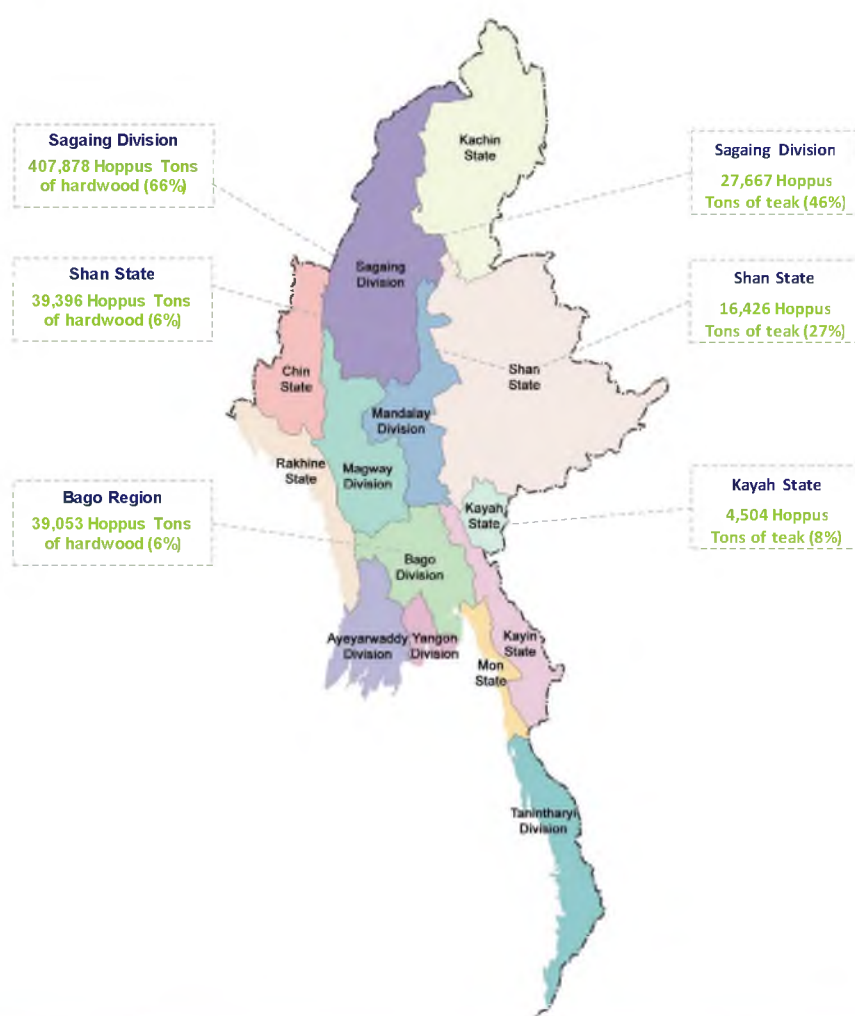 Sagaing Division
407,878 Hoppus Tons
of hardwood (66%)
Shan State
39,396 Hoppus Tons
of hardwood (6%)
Bago Region
39,053 Hoppus Tons
of hardwood (6%)
Kachin
State
Sagaing
Division
Chin
State
Shan
State
Mandalay
Division
Rakhine
State
Magway
Division
Kayah
State
Bago
Division
Ayeyarwaddy
Division
Yangon
Division
Kayin
State
Mon
State
Tanintharyi
Division
Sagaing Division
27,667 Hoppus
Tons of teak (46%)
Shan State
16,426 Hoppus
Tons of teak (27%)
Kayah State
4,504 Hoppus
Tons of teak (8%)